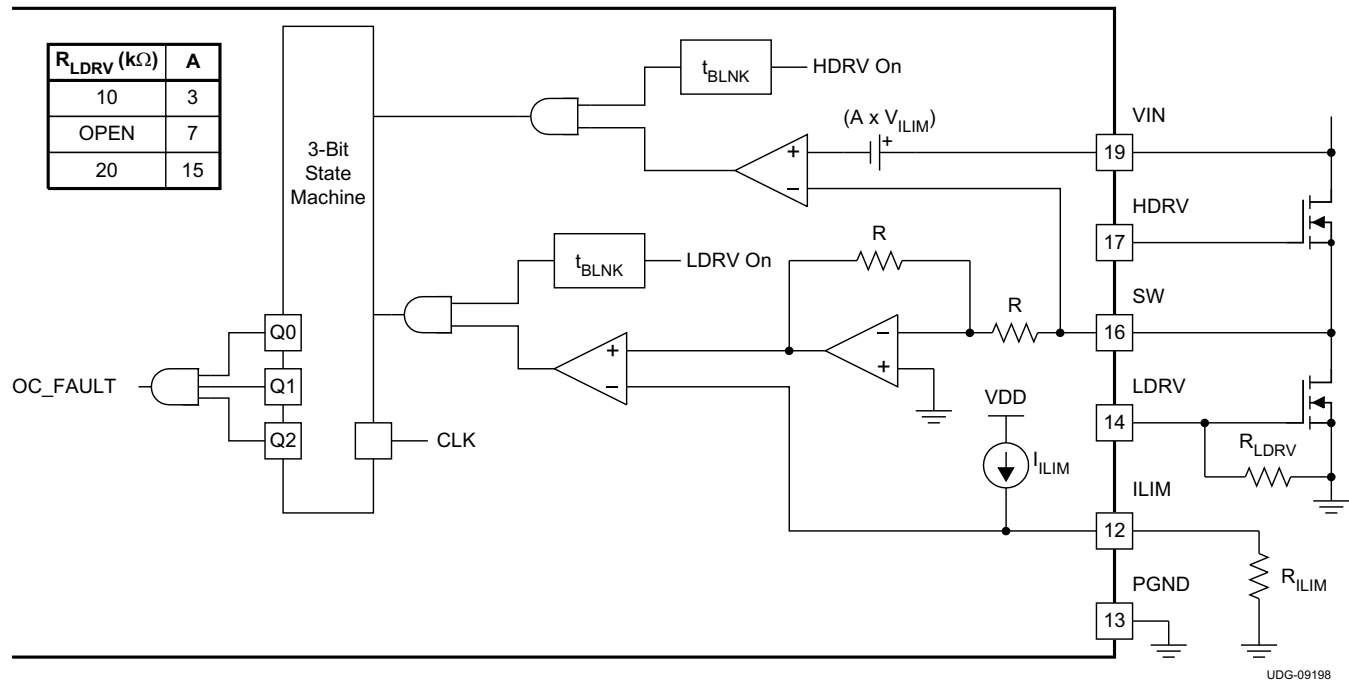 R_LDRV (kΩ) A
10 3
OPEN 7
20 15
3-Bit
State
Machine
t_BLNK
HDRV On
(A x V_ILIM)
+
+
–
VIN
19
HDRV
17
t_BLNK
LDRV On
R
R
SW
16
–
+
+
–
LDRV
14
R_LDRV
VDD
I_ILIM
ILIM
12
R_ILIM
PGND
13
Q0
Q1
Q2
OC_FAULT
CLK
UDG-09198